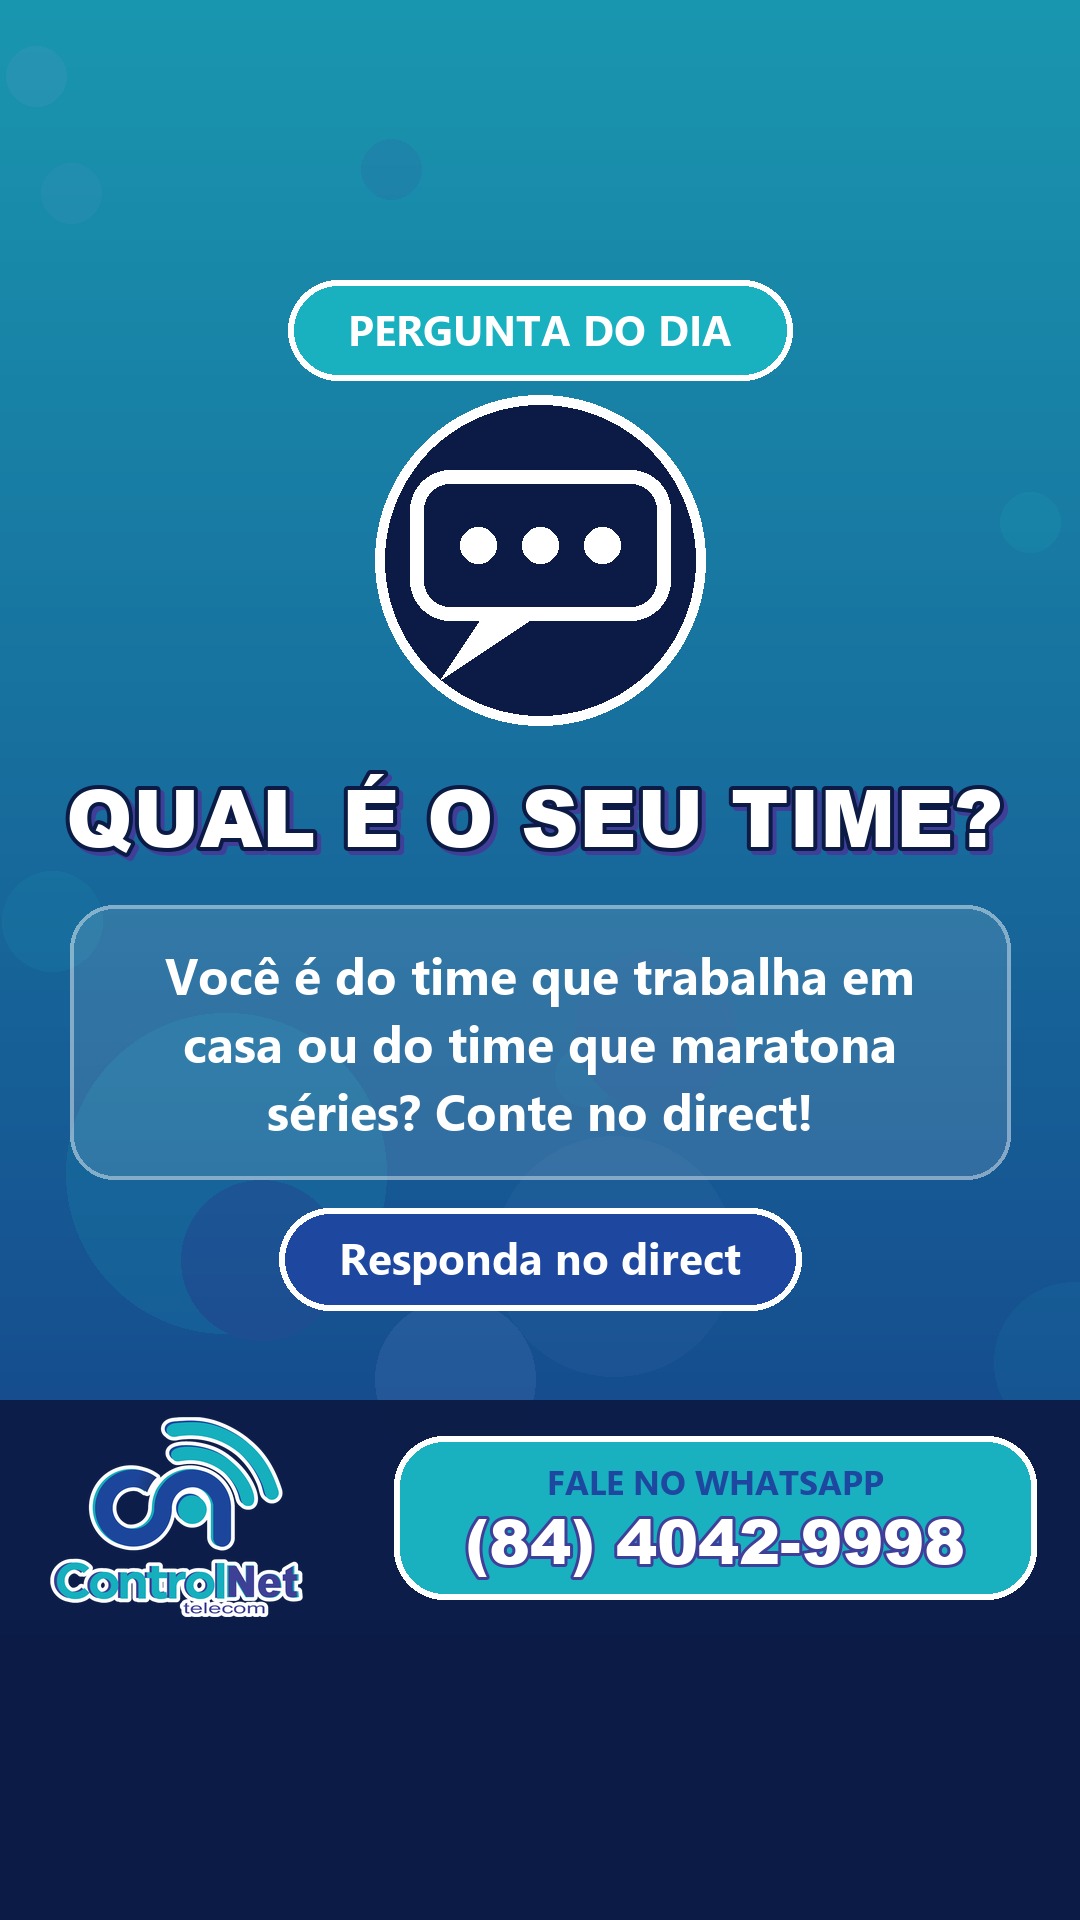 PERGUNTA DO DIA
QUAL É O SEU TIME?
Você é do time que trabalha em
casa ou do time que maratona
séries? Conte no direct!
Responda no direct
ControlNet
telecom
FALE NO WHATSAPP
(84) 4042-9998